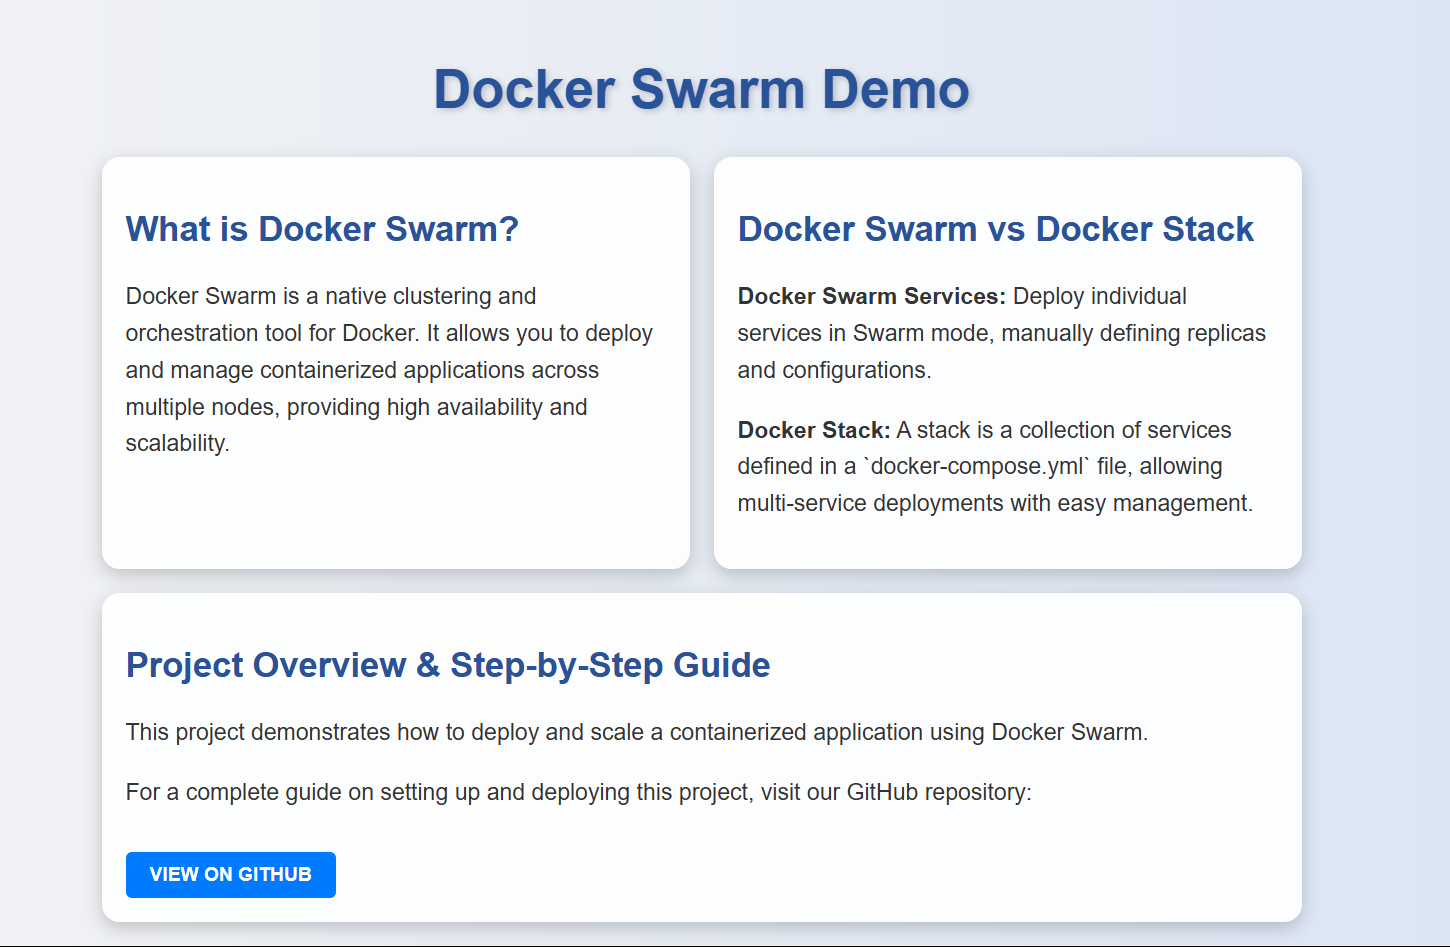 Docker Swarm Demo
What is Docker Swarm?
Docker Swarm is a native clustering and
orchestration tool for Docker. It allows you to deploy
and manage containerized applications across
multiple nodes, providing high availability and
scalability.
Docker Swarm vs Docker Stack
Docker Swarm Services: Deploy individual
services in Swarm mode, manually defining replicas
and configurations.
Docker Stack: A stack is a collection of services
defined in a `docker-compose.yml` file, allowing
multi-service deployments with easy management.
Project Overview & Step-by-Step Guide
This project demonstrates how to deploy and scale a containerized application using Docker Swarm.
For a complete guide on setting up and deploying this project, visit our GitHub repository:
VIEW ON GITHUB